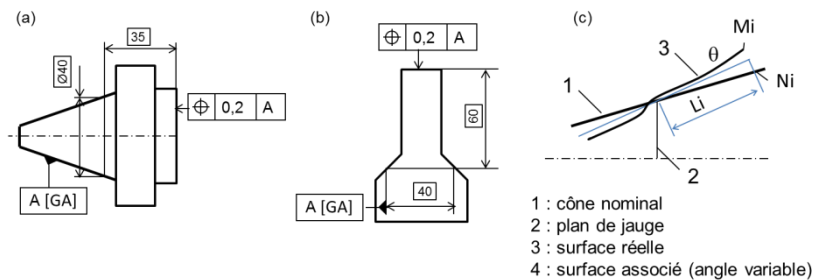 (a)
35
Ø40
⌖ 0,2 A
A [GA]
(b)
⌖ 0,2 A
60
A [GA]
40
(c)
Mi
3
θ
1
Ni
Li
2
1 : cône nominal
2 : plan de jauge
3 : surface réelle
4 : surface associé (angle variable)